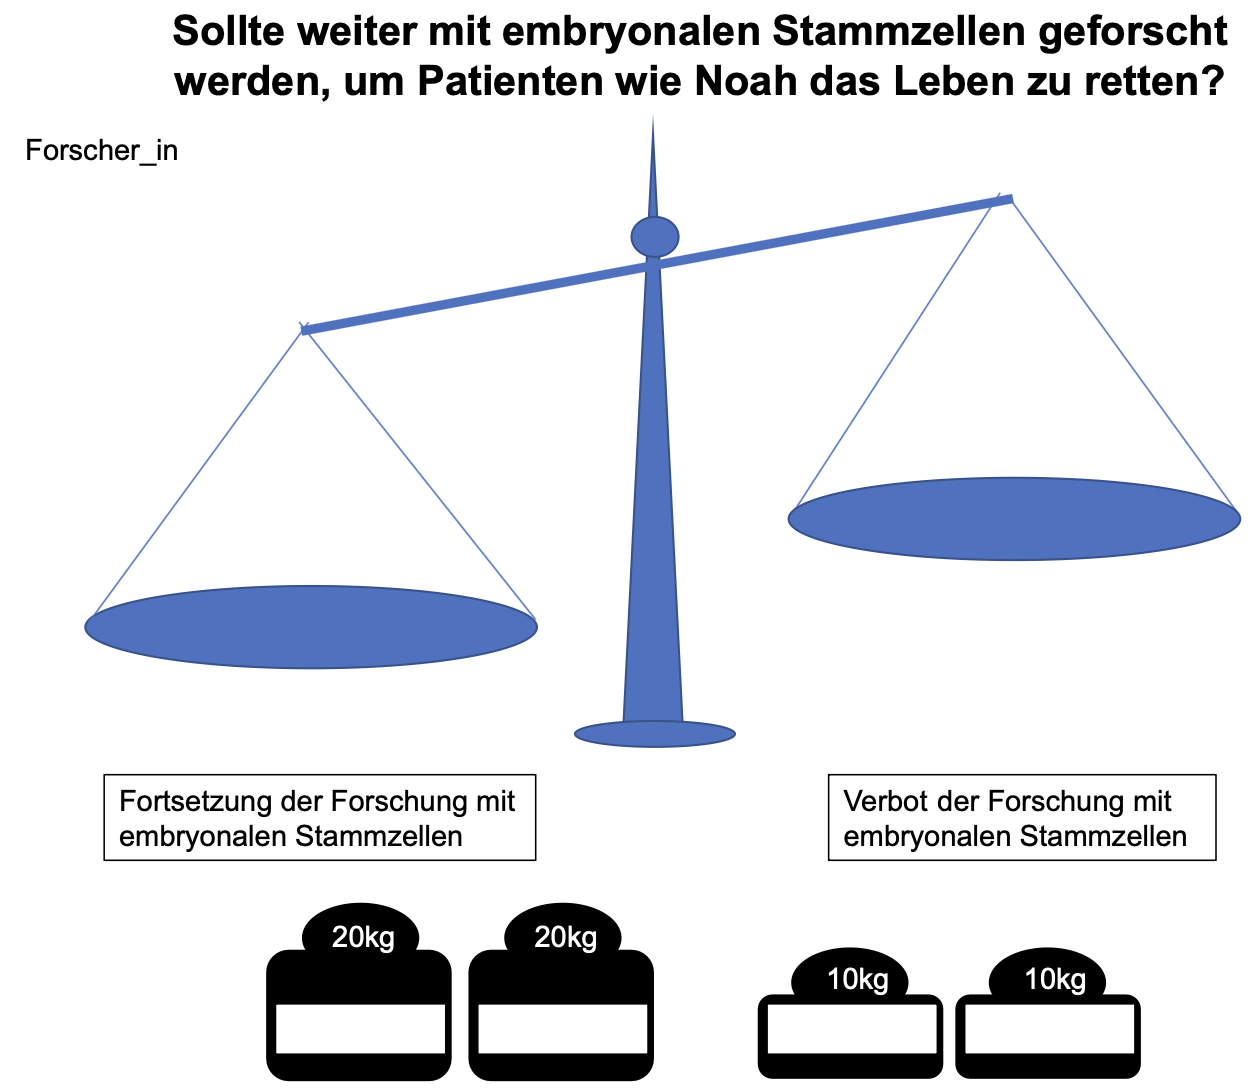 Sollte weiter mit embryonalen Stammzellen geforscht
werden, um Patienten wie Noah das Leben zu retten?
Forscher_in
Fortsetzung der Forschung mit
embryonalen Stammzellen
Verbot der Forschung mit
embryonalen Stammzellen
20kg
20kg
10kg
10kg